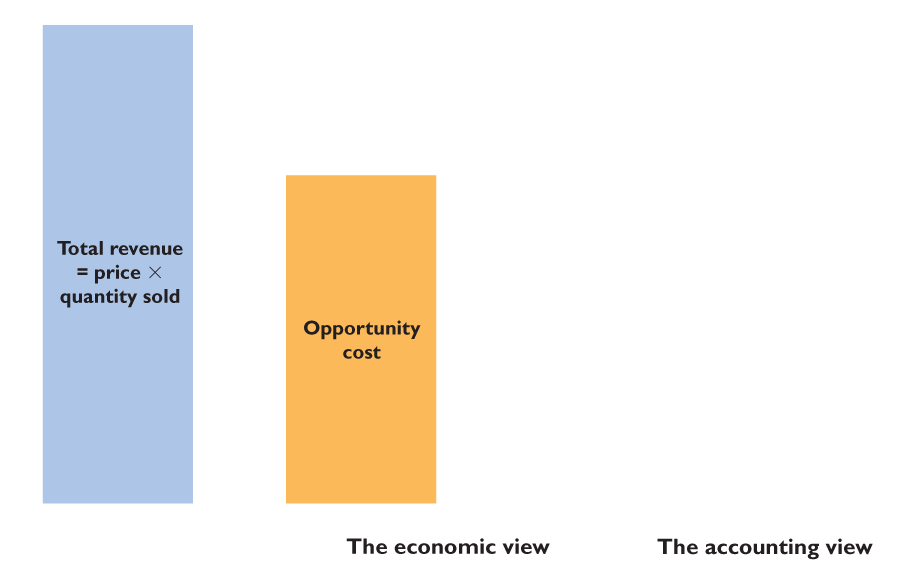 Total revenue
= price ×
quantity sold
Opportunity
cost
The economic view
The accounting view